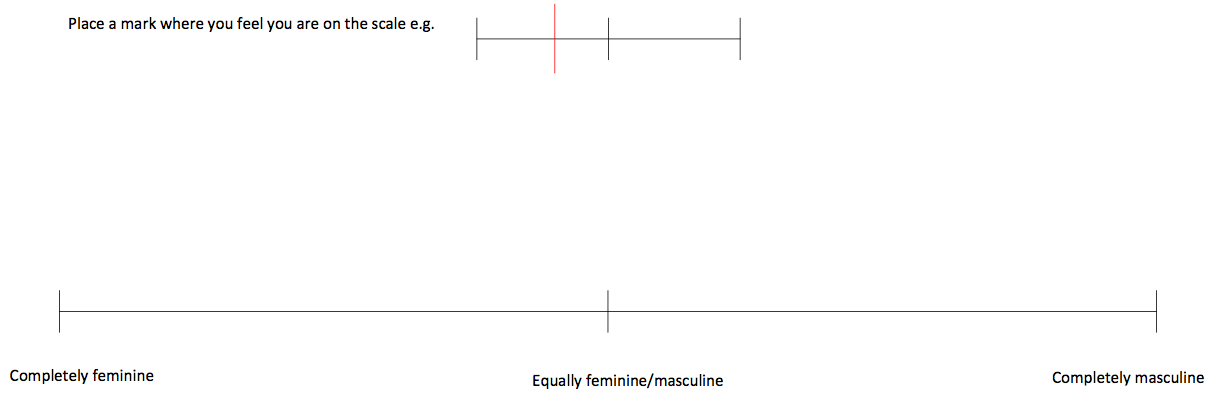 Place a mark where you feel you are on the scale e.g.
Completely feminine
Equally feminine/masculine
Completely masculine